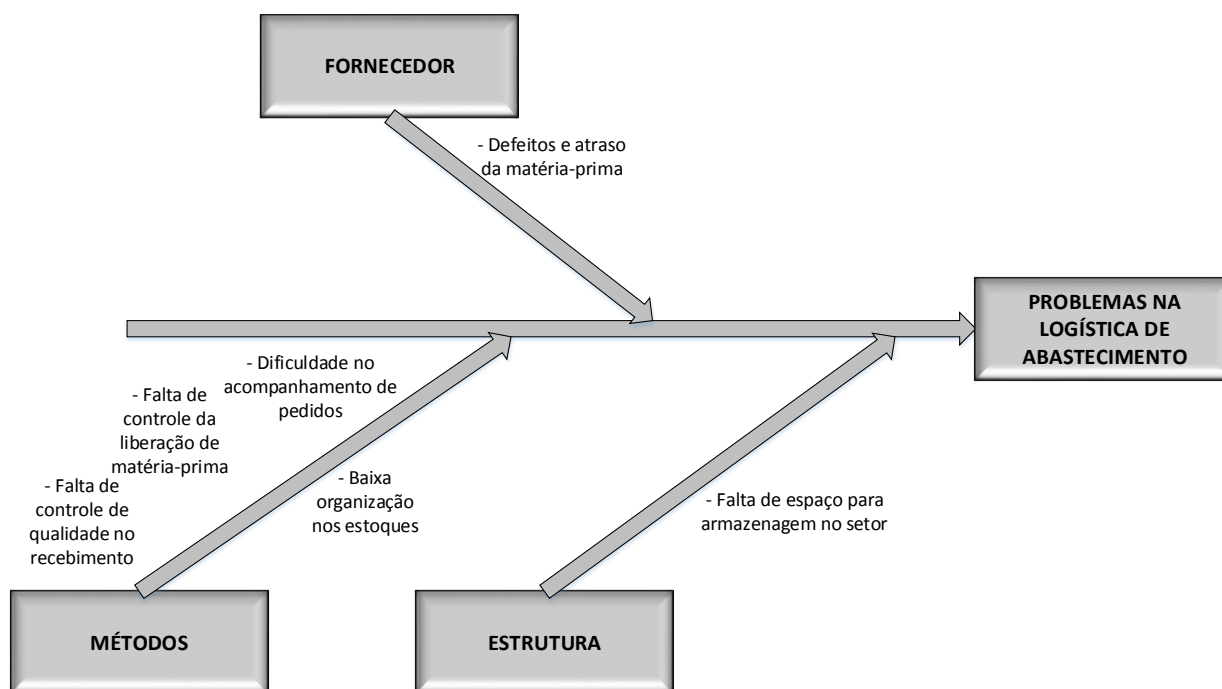 FORNECEDOR
- Defeitos e atraso
da matéria-prima
PROBLEMAS NA
LOGÍSTICA DE
ABASTECIMENTO
- Dificuldade no
acompanhamento de
pedidos
- Falta de
controle da
liberação de
matéria-prima
- Falta de
controle de
qualidade no
recebimento
- Baixa
organização
nos estoques
- Falta de espaço para
armazenagem no setor
MÉTODOS
ESTRUTURA